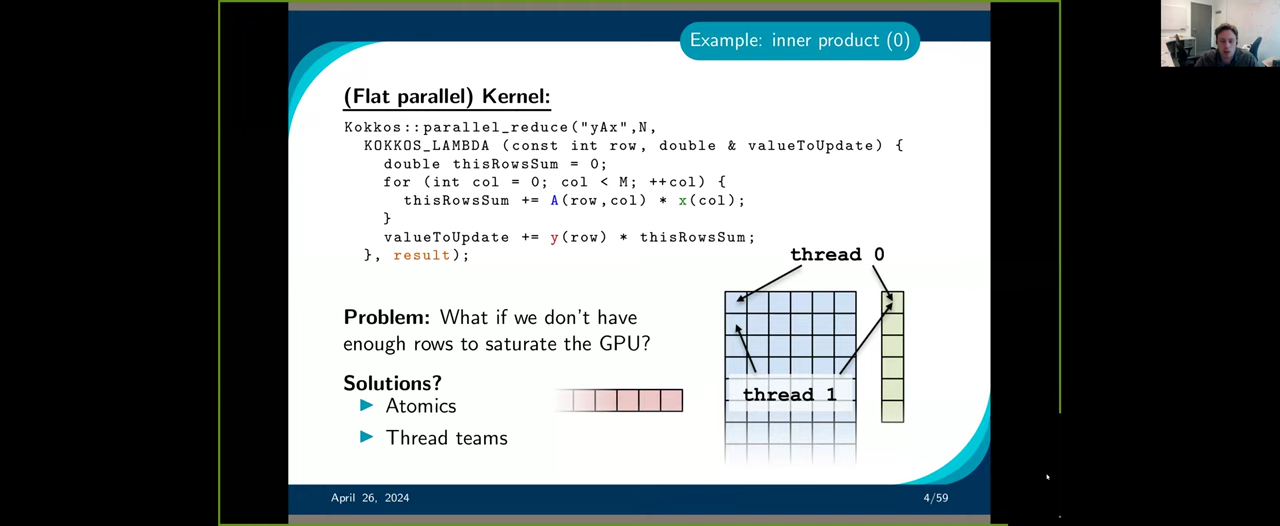 Example: inner product (0)
(Flat parallel) Kernel:
Kokkos::parallel_reduce("yAx",N,
KOKKOS_LAMBDA (const int row, double & valueToUpdate) {
double thisRowsSum = 0;
for (int col = 0; col < M; ++col) {
thisRowsSum += A(row,col) * x(col);
}
valueToUpdate += y(row) * thisRowsSum;
}, result);
thread 0
Problem: What if we don't have
enough rows to saturate the GPU?
Solutions?
▶ Atomics
▶ Thread teams
thread 1
April 26, 2024
4/59